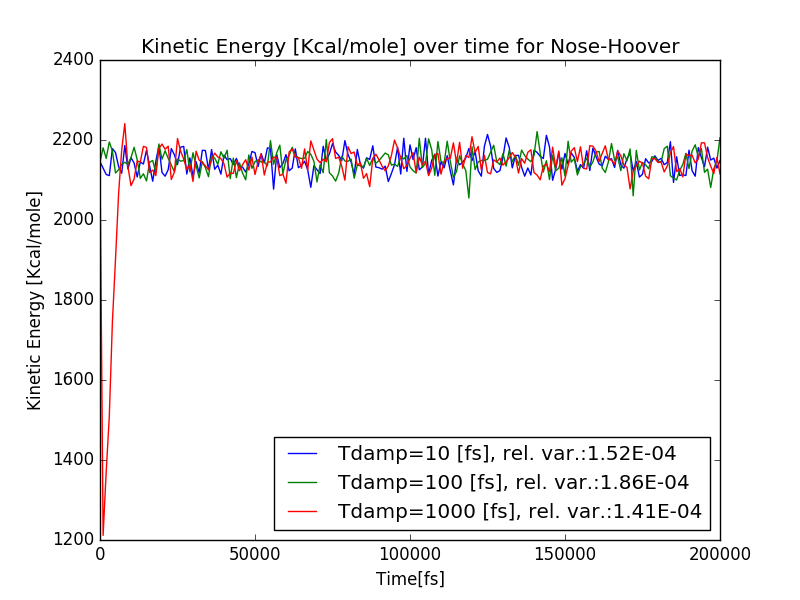 Kinetic Energy [Kcal/mole] over time for Nose-Hoover
2400
2200
2000
1800
1600
1400
1200
Kinetic Energy [Kcal/mole]
Tdamp=10 [fs], rel. var.:1.52E-04
Tdamp=100 [fs], rel. var.:1.86E-04
Tdamp=1000 [fs], rel. var.:1.41E-04
0 50000 100000 150000 200000
Time[fs]